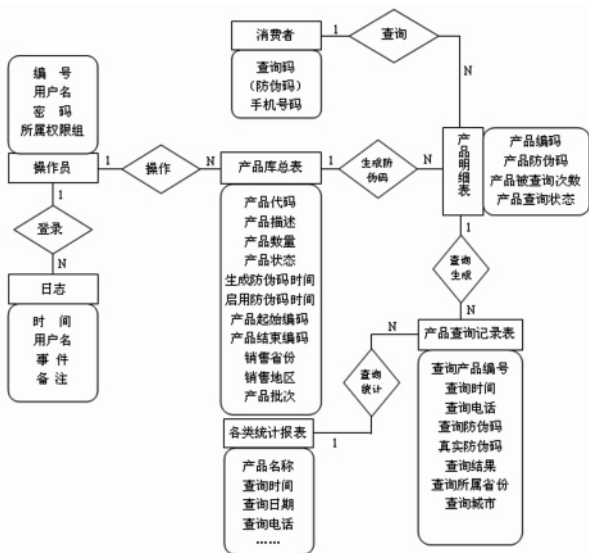 消费者
1
查询
N
查询码
(防伪码)
手机号码
编 号
用户名
密 码
所属权限组
操作员
1
操作
N
产品库总表
1
生成防
伪码
N
产品明细表
产品编码
产品防伪码
产品被查询次数
产品查询状态
1
登录
N
日志
时 间
用户名
事 件
备 注
产品代码
产品描述
产品数量
产品状态
生成防伪码时间
启用防伪码时间
产品起始编码
产品结束编码
销售省份
销售地区
产品批次
1
查询
生成
N
产品查询记录表
查询产品编号
查询时间
查询电话
查询防伪码
真实防伪码
查询结果
查询所属省份
查询城市
N
查询
统计
1
各类统计报表
产品名称
查询时间
查询日期
查询电话
……